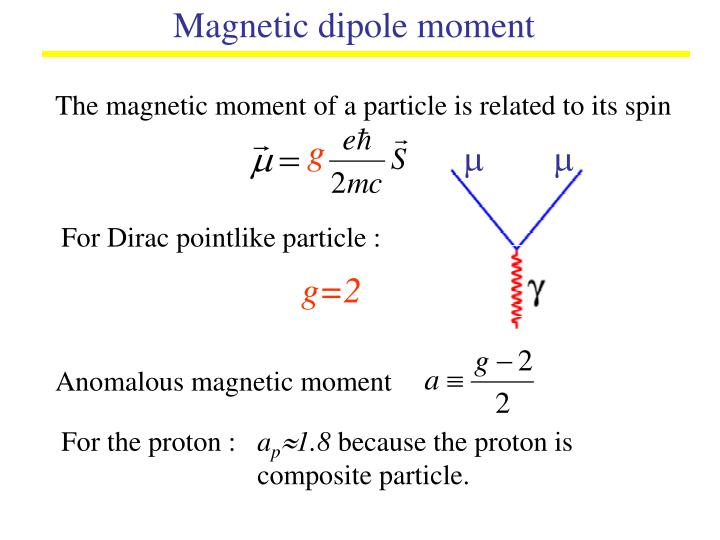 Magnetic dipole moment
The magnetic moment of a particle is related to its spin
μ⃗ = g eħ/2mc S⃗
μ μ
For Dirac pointlike particle :
γ
g=2
Anomalous magnetic moment a ≡ g − 2/2
For the proton : aₚ≈1.8 because the proton is
composite particle.